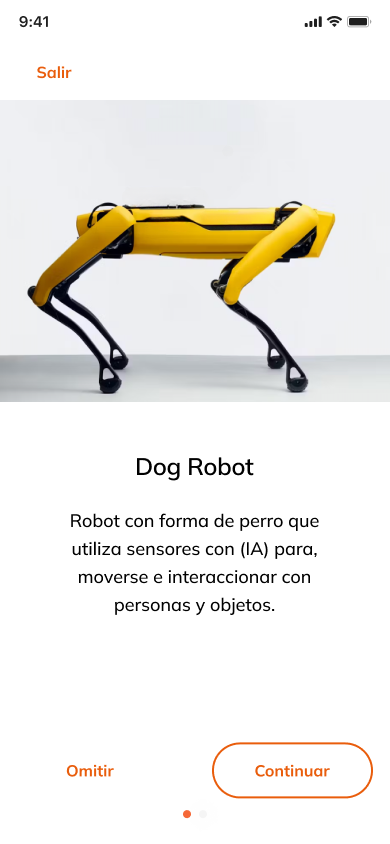 9:41
Salir
Dog Robot
Robot con forma de perro que
utiliza sensores con (IA) para,
moverse e interaccionar con
personas y objetos.
Omitir
Continuar